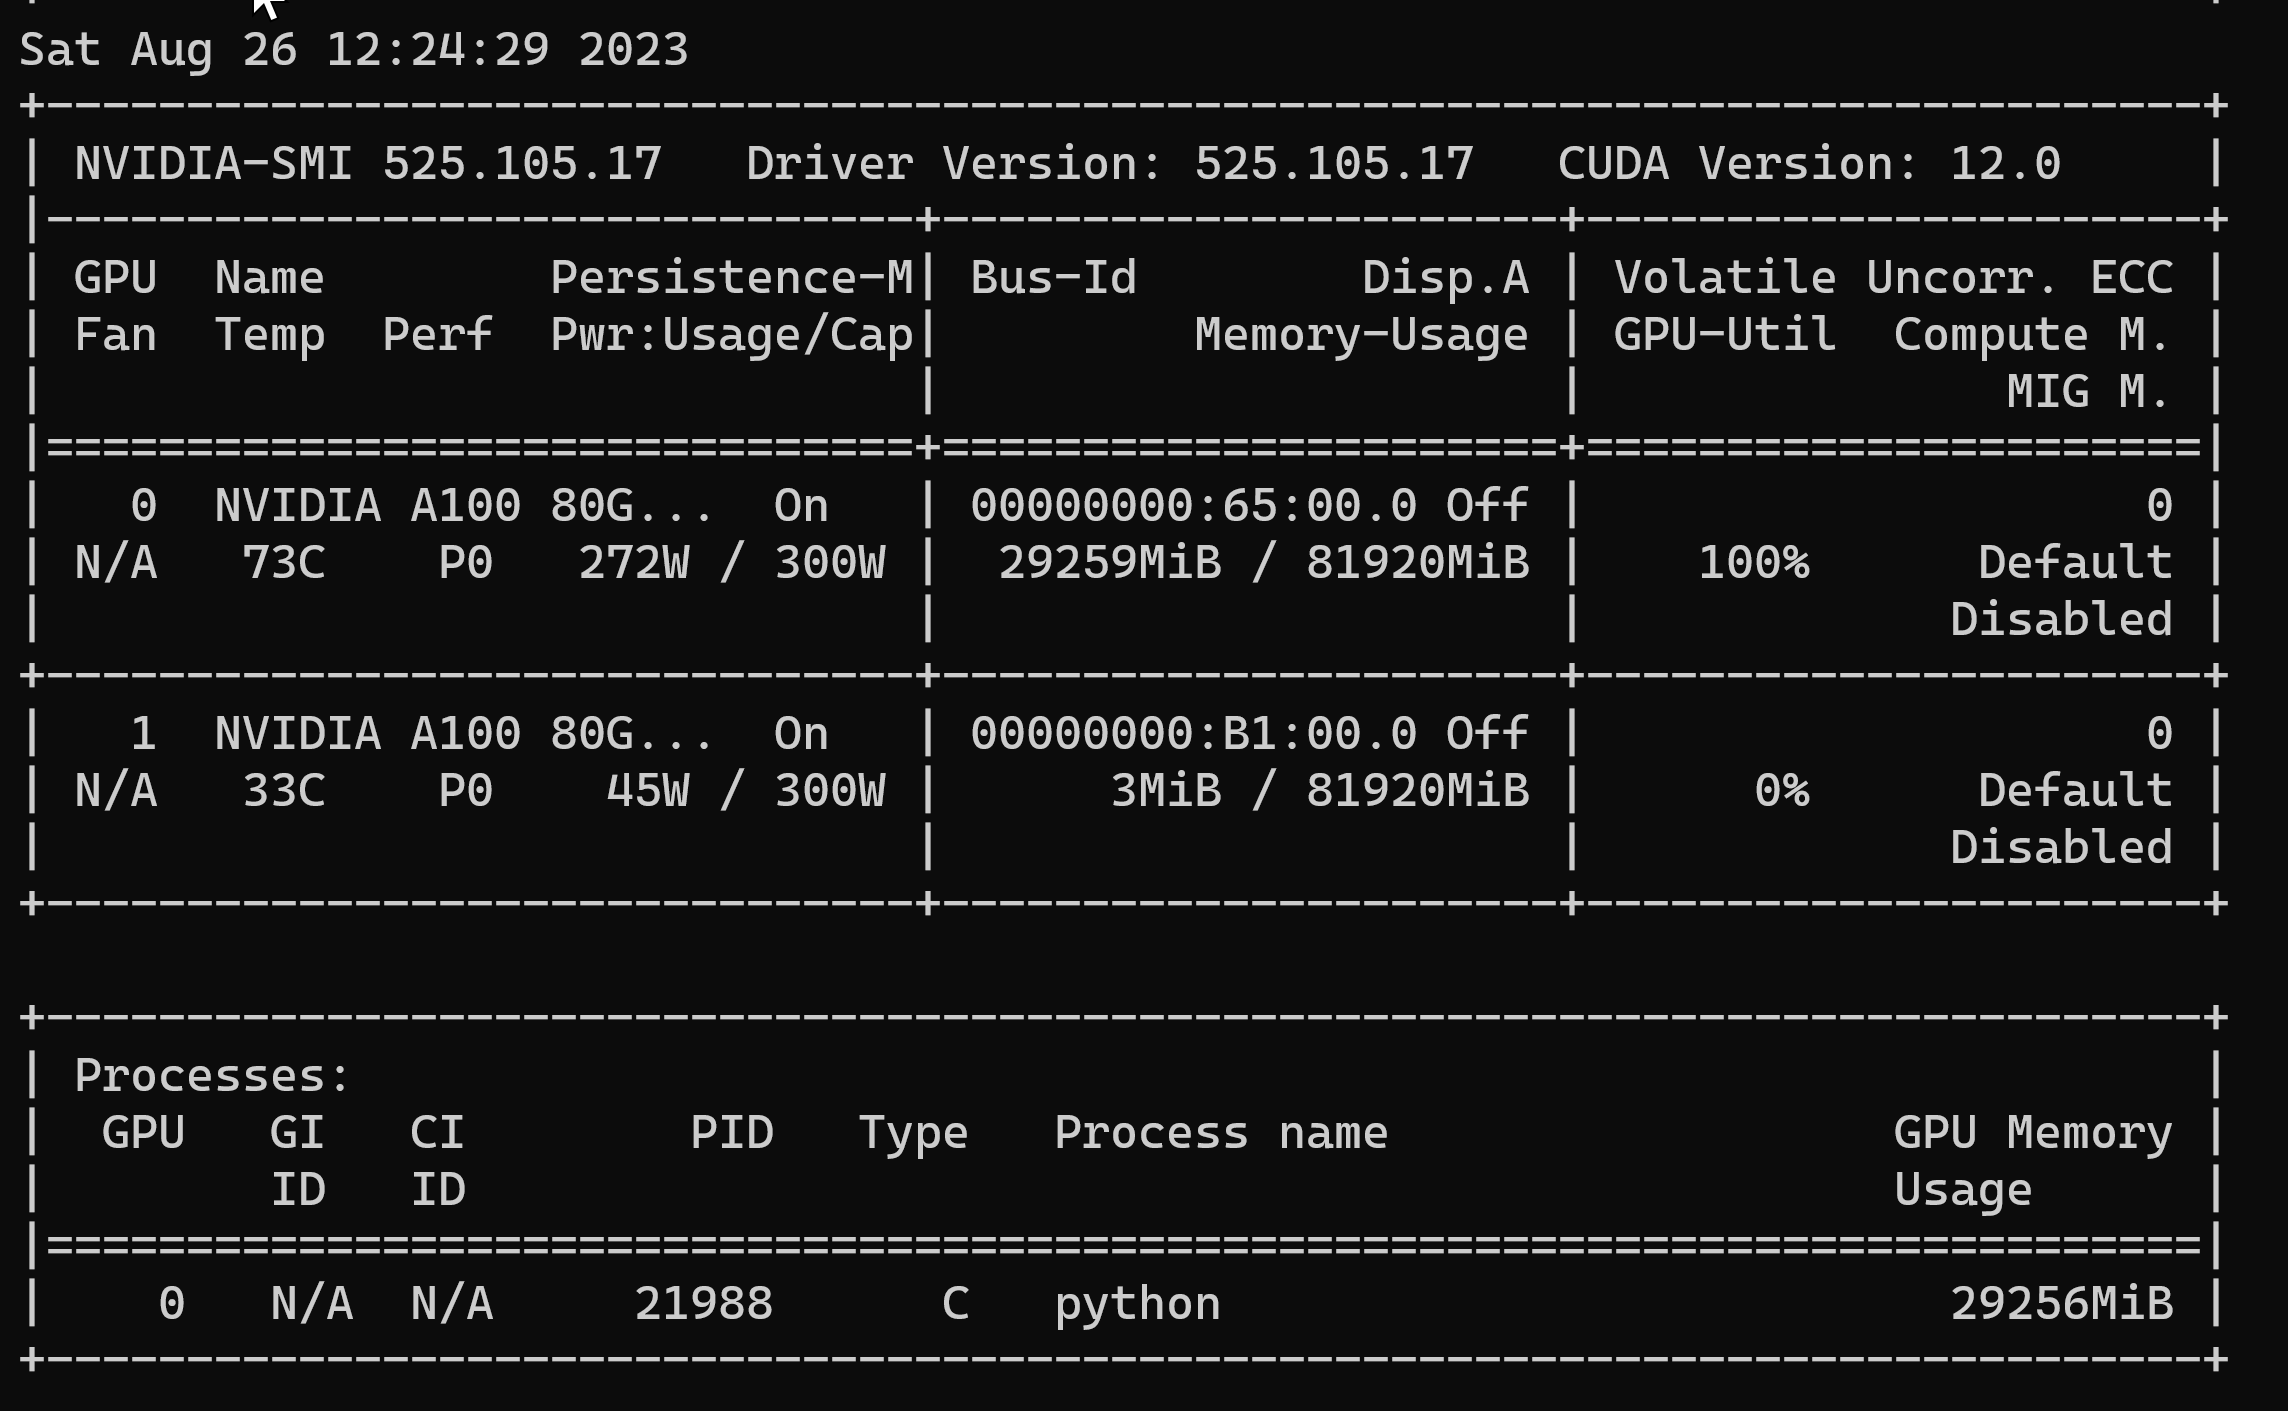 Sat Aug 26 12:24:29 2023
+-----------------------------------------------------------------------------+
| NVIDIA-SMI 525.105.17   Driver Version: 525.105.17   CUDA Version: 12.0     |
|-------------------------------+----------------------+----------------------+
| GPU  Name        Persistence-M| Bus-Id        Disp.A | Volatile Uncorr. ECC |
| Fan  Temp  Perf  Pwr:Usage/Cap|         Memory-Usage | GPU-Util  Compute M. |
|                               |                      |               MIG M. |
|===============================+======================+======================|
|   0  NVIDIA A100 80G...  On   | 00000000:65:00.0 Off |                    0 |
| N/A   73C    P0   272W / 300W |  29259MiB / 81920MiB |    100%      Default |
|                               |                      |             Disabled |
+-------------------------------+----------------------+----------------------+
|   1  NVIDIA A100 80G...  On   | 00000000:B1:00.0 Off |                    0 |
| N/A   33C    P0    45W / 300W |      3MiB / 81920MiB |      0%      Default |
|                               |                      |             Disabled |
+-------------------------------+----------------------+----------------------+

+-----------------------------------------------------------------------------+
| Processes:                                                                  |
|  GPU   GI   CI        PID   Type   Process name                  GPU Memory |
|        ID   ID                                                   Usage      |
|=============================================================================|
|    0   N/A  N/A     21988      C   python                          29256MiB |
+-----------------------------------------------------------------------------+